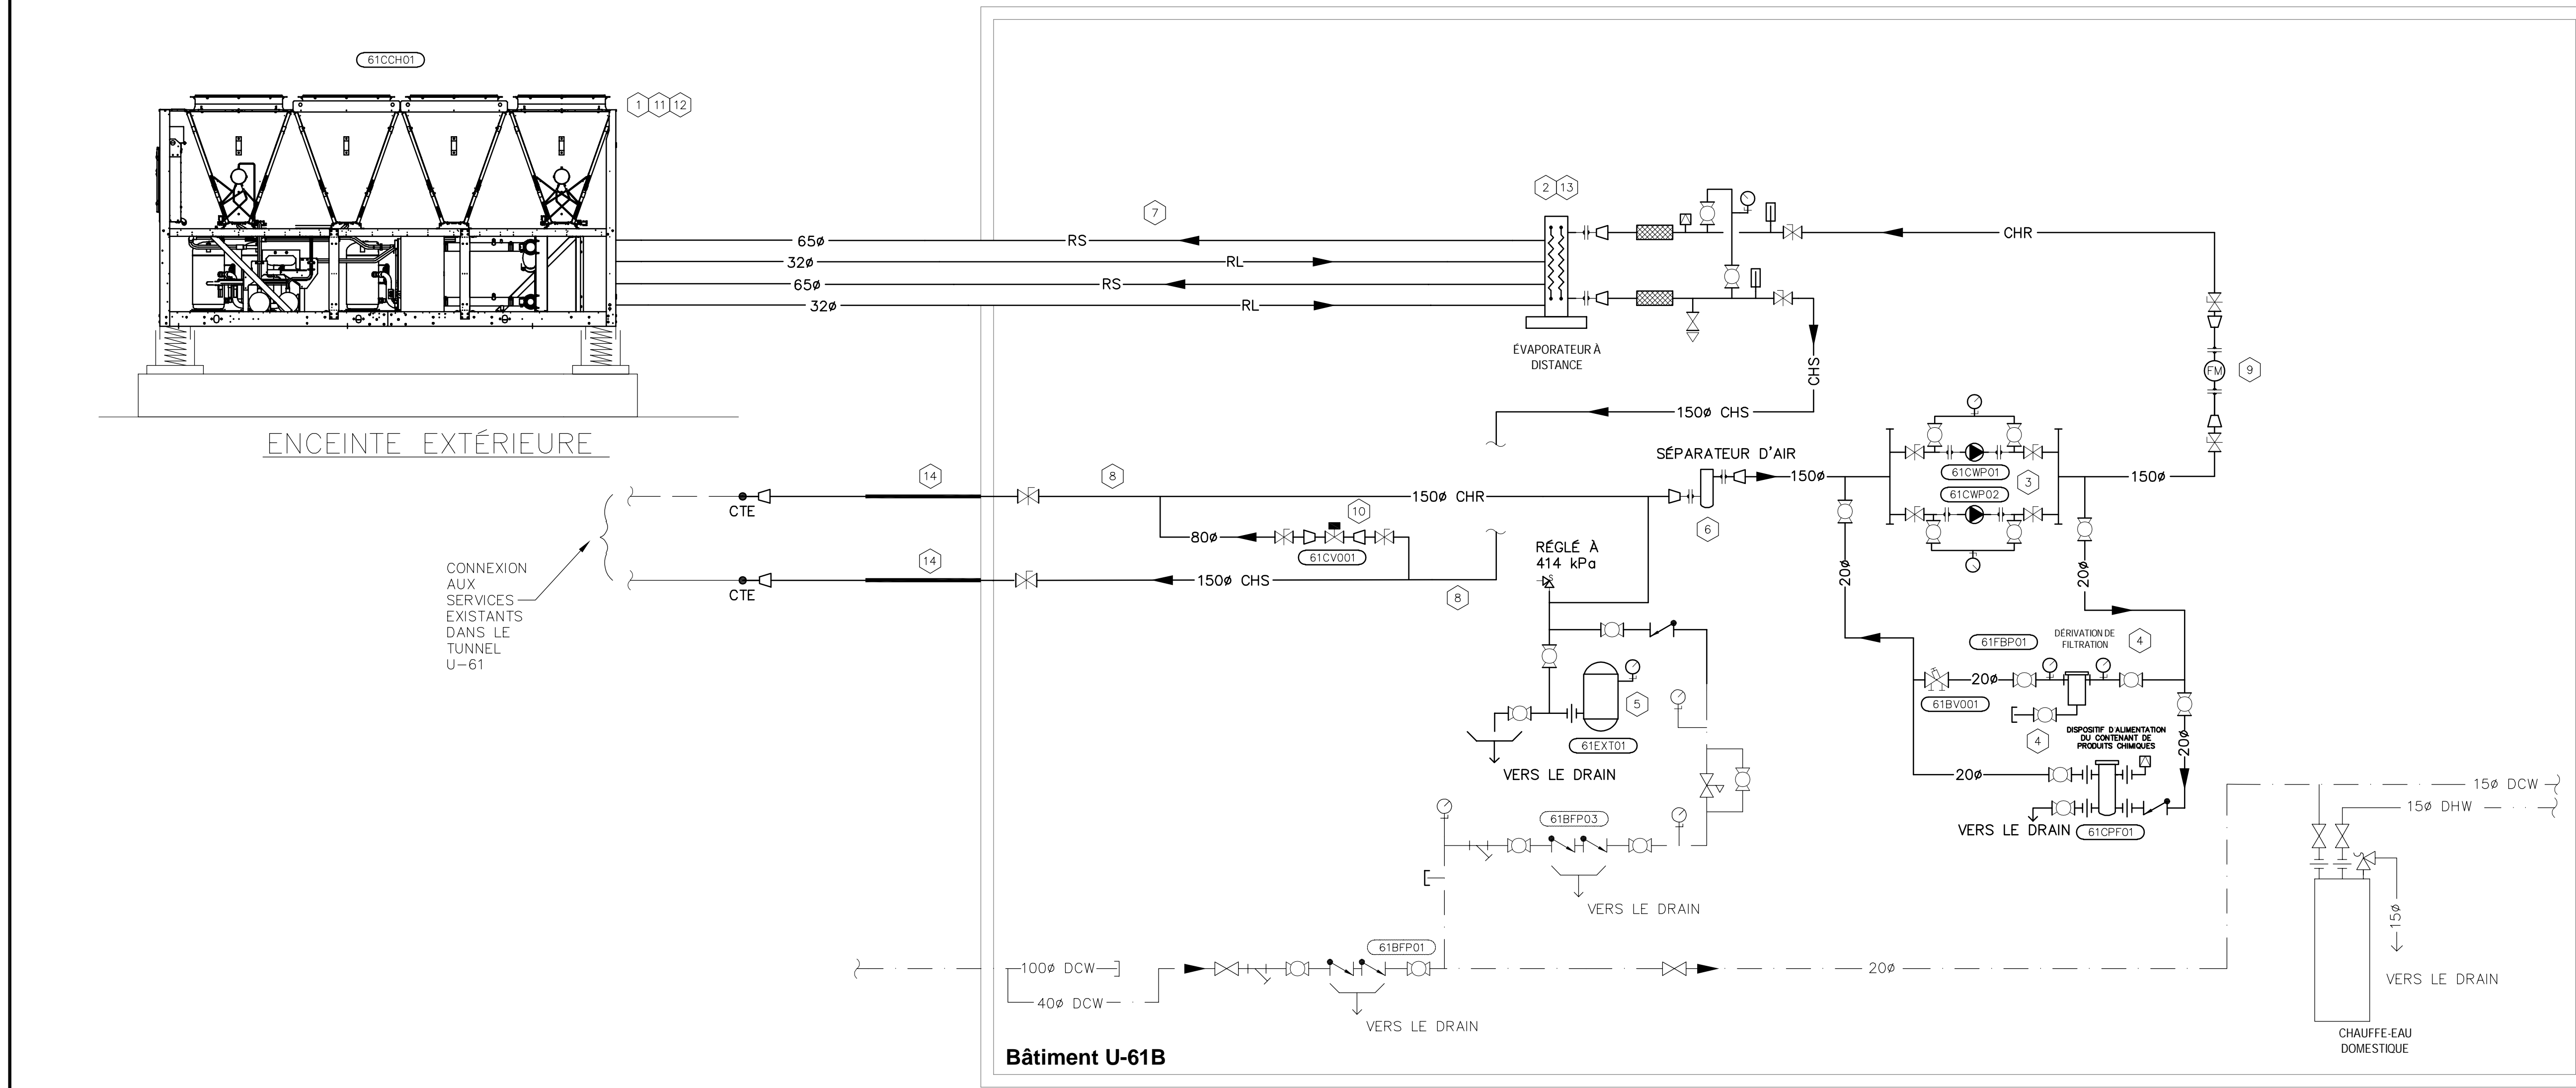 61CCH01
1 11 12
ENCEINTE EXTÉRIEURE
65ø
RS
7
32ø
RL
65ø
RS
32ø
RL
2 13
ÉVAPORATEUR À
DISTANCE
CHR
CHS
150ø CHS
FM
9
SÉPARATEUR D'AIR
150ø
6
61CWP01
61CWP02
3
150ø
14
8
150ø CHR
CTE
80ø
10
61CV001
14
150ø CHS
8
CTE
CONNEXION
AUX
SERVICES
EXISTANTS
DANS LE
TUNNEL
U-61
RÉGLÉ À
414 kPa
S
5
61EXT01
VERS LE DRAIN
20ø
20ø
61FBP01
DÉRIVATION DE
FILTRATION
4
20ø
61BV001
4
DISPOSITIF D'ALIMENTATION
DU CONTENANT DE
PRODUITS CHIMIQUES
20ø
20ø
VERS LE DRAIN
61CPF01
61BFP03
VERS LE DRAIN
15ø DCW
15ø DHW
15ø
VERS LE DRAIN
CHAUFFE-EAU
DOMESTIQUE
61BFP01
100ø DCW
40ø DCW
20ø
VERS LE DRAIN
Bâtiment U-61B